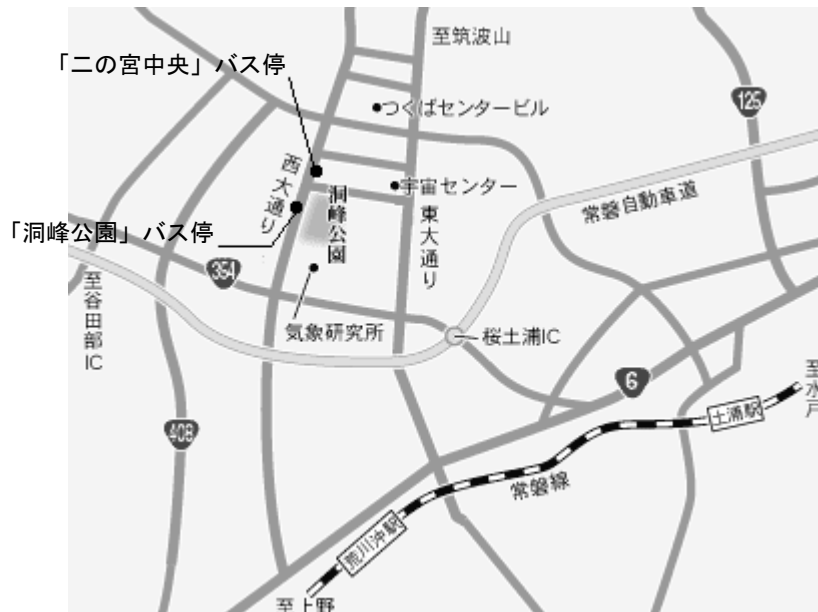 至筑波山
「二の宮中央」バス停
つくばセンタービル
125
西大通り
洞峰公園
宇宙センター
常磐自動車道
東大通り
「洞峰公園」バス停
354
至谷田部IC
気象研究所
桜土浦IC
6
至水戸
土浦駅
408
常磐線
荒川沖駅
至上野